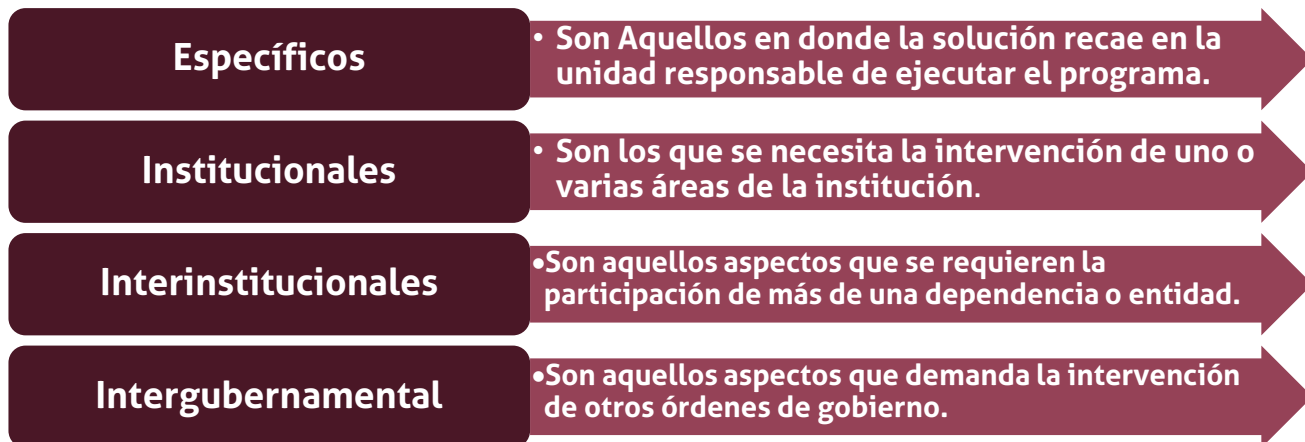 Específicos
• Son Aquellos en donde la solución recae en la
unidad responsable de ejecutar el programa.
Institucionales
• Son los que se necesita la intervención de uno o
varias áreas de la institución.
Interinstitucionales
•Son aquellos aspectos que se requieren la
participación de más de una dependencia o entidad.
Intergubernamental
•Son aquellos aspectos que demanda la intervención
de otros órdenes de gobierno.